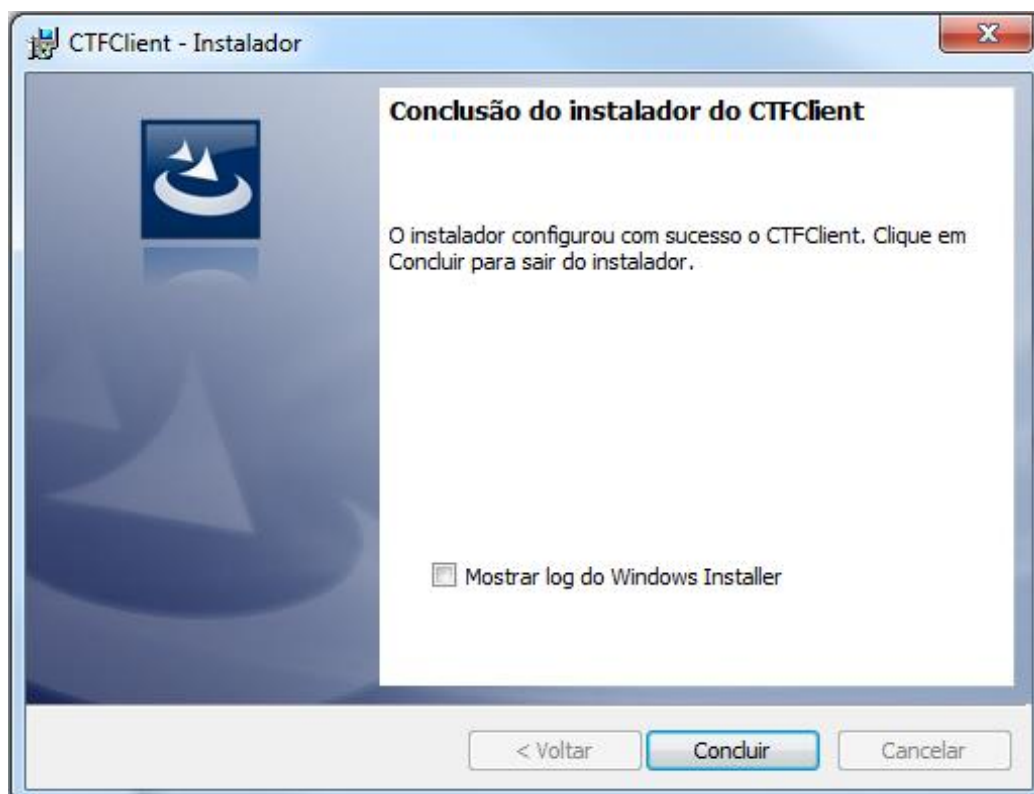 CTFClient - Instalador
Conclusão do instalador do CTFClient
O instalador configurou com sucesso o CTFClient. Clique em
Concluir para sair do instalador.
Mostrar log do Windows Installer
< Voltar
Concluir
Cancelar